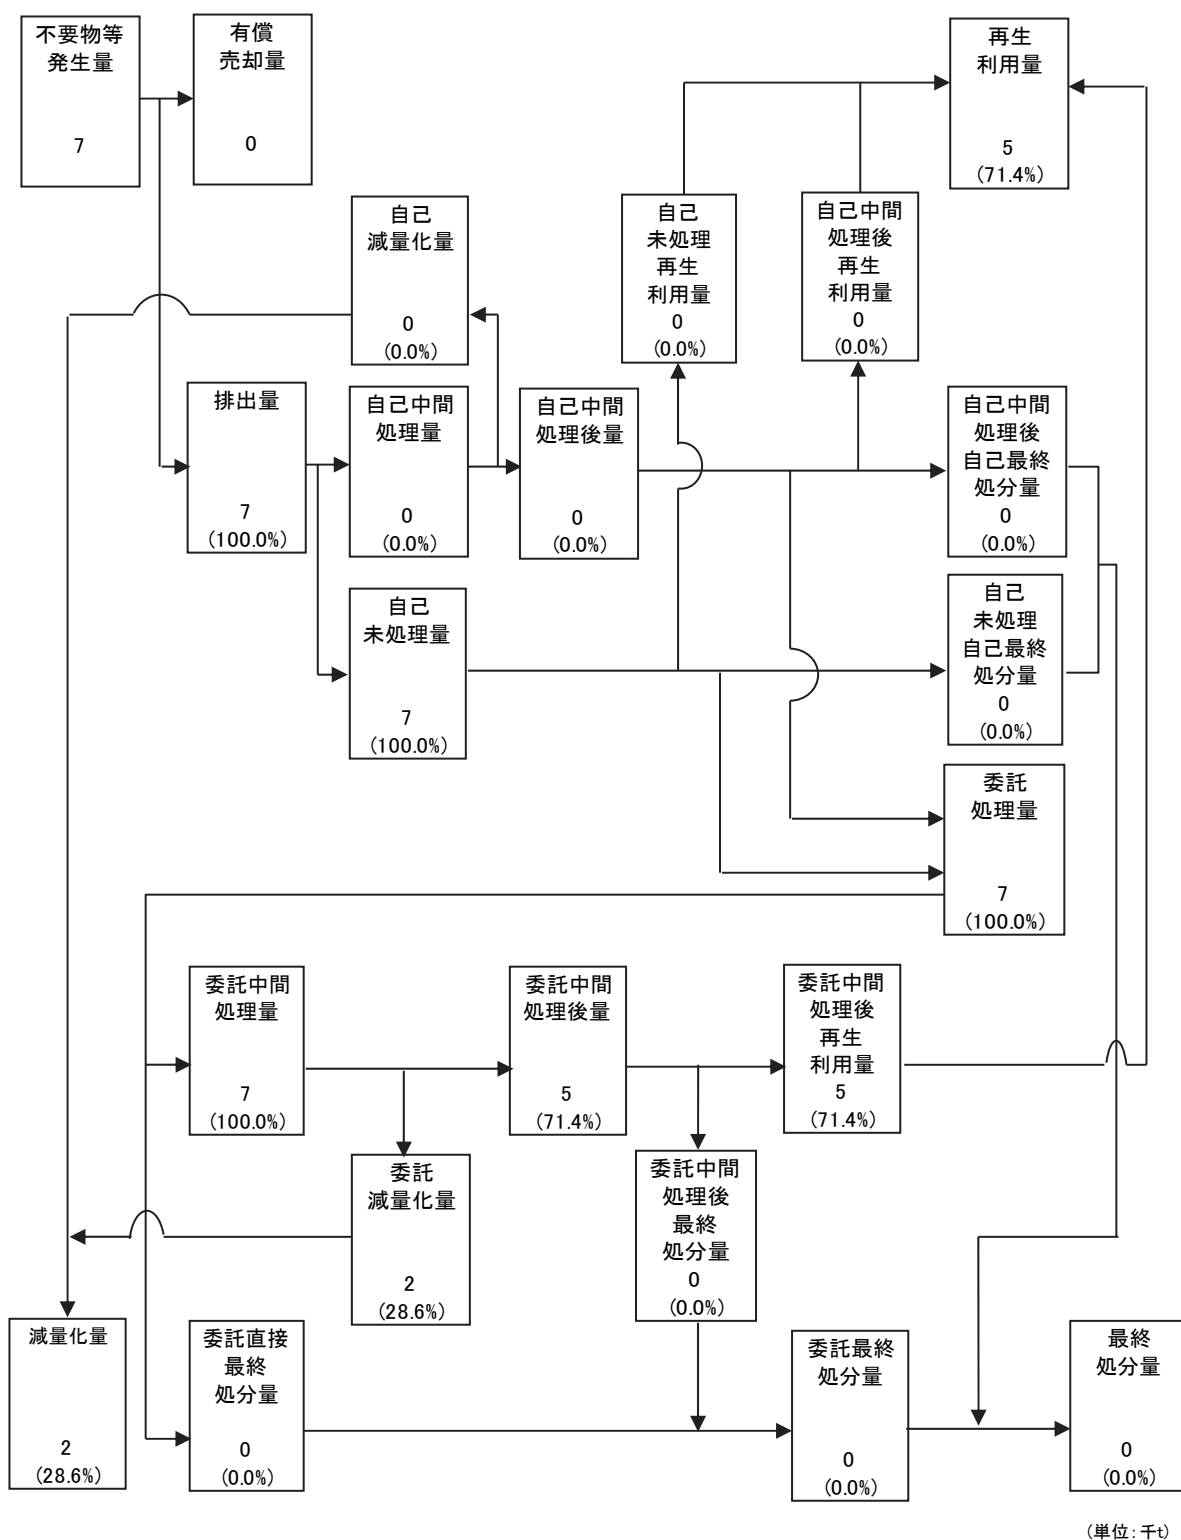 不要物等
発生量
7
有償
売却量
0
再生
利用量
5
(71.4%)
自己
減量化量
0
(0.0%)
自己
未処理
再生
利用量
0
(0.0%)
自己中間
処理後
再生
利用量
0
(0.0%)
排出量
7
(100.0%)
自己中間
処理量
0
(0.0%)
自己中間
処理後量
0
(0.0%)
自己中間
処理後
自己最終
処分量
0
(0.0%)
自己
未処理量
7
(100.0%)
自己
未処理
自己最終
処分量
0
(0.0%)
委託
処理量
7
(100.0%)
委託中間
処理量
7
(100.0%)
委託中間
処理後量
5
(71.4%)
委託中間
処理後
再生
利用量
5
(71.4%)
委託
減量化量
2
(28.6%)
委託中間
処理後
最終
処分量
0
(0.0%)
減量化量
2
(28.6%)
委託直接
最終
処分量
0
(0.0%)
委託最終
処分量
0
(0.0%)
最終
処分量
0
(0.0%)
(単位:千t)